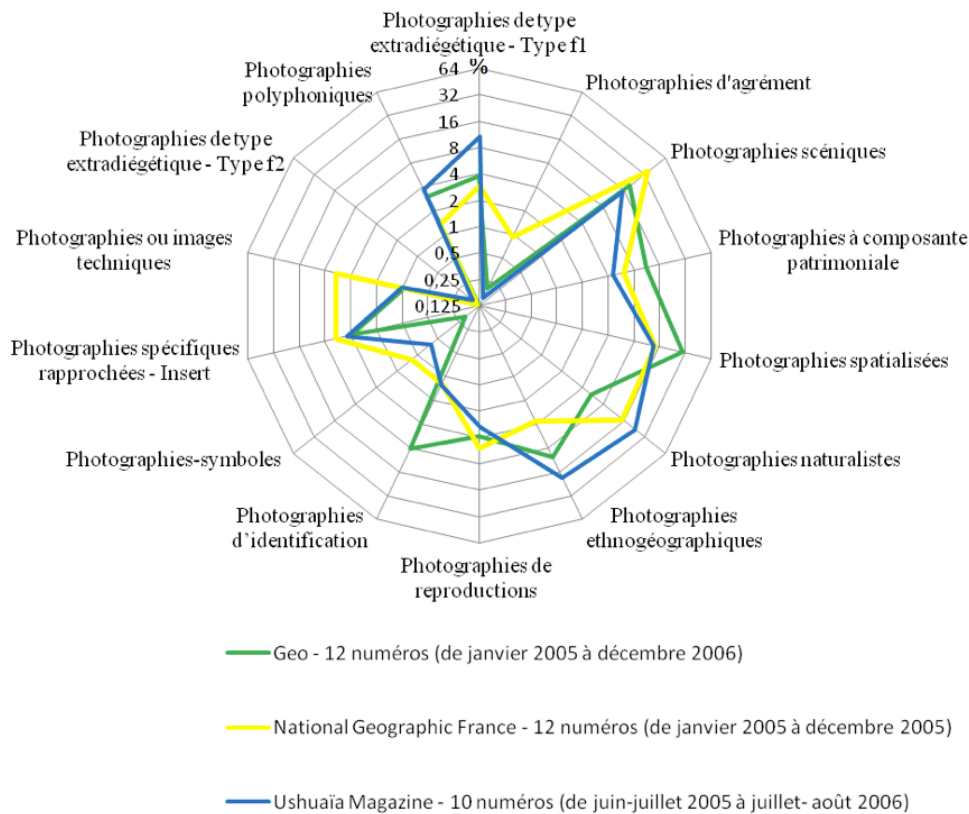 Photographies de type
extradiégétique - Type f1
%
64
32
16
8
4
2
1
0,5
0,25
0,125
Photographies d'agrément
Photographies scéniques
Photographies à composante
patrimoniale
Photographies spatialisées
Photographies naturalistes
Photographies
ethnogéographiques
Photographies de
reproductions
Photographies
d’identification
Photographies-symboles
Photographies spécifiques
rapprochées - Insert
Photographies ou images
techniques
Photographies de type
extradiégétique - Type f2
Photographies
polyphoniques
Geo - 12 numéros (de janvier 2005 à décembre 2006)
National Geographic France - 12 numéros (de janvier 2005 à décembre 2005)
Ushuaïa Magazine - 10 numéros (de juin-juillet 2005 à juillet- août 2006)